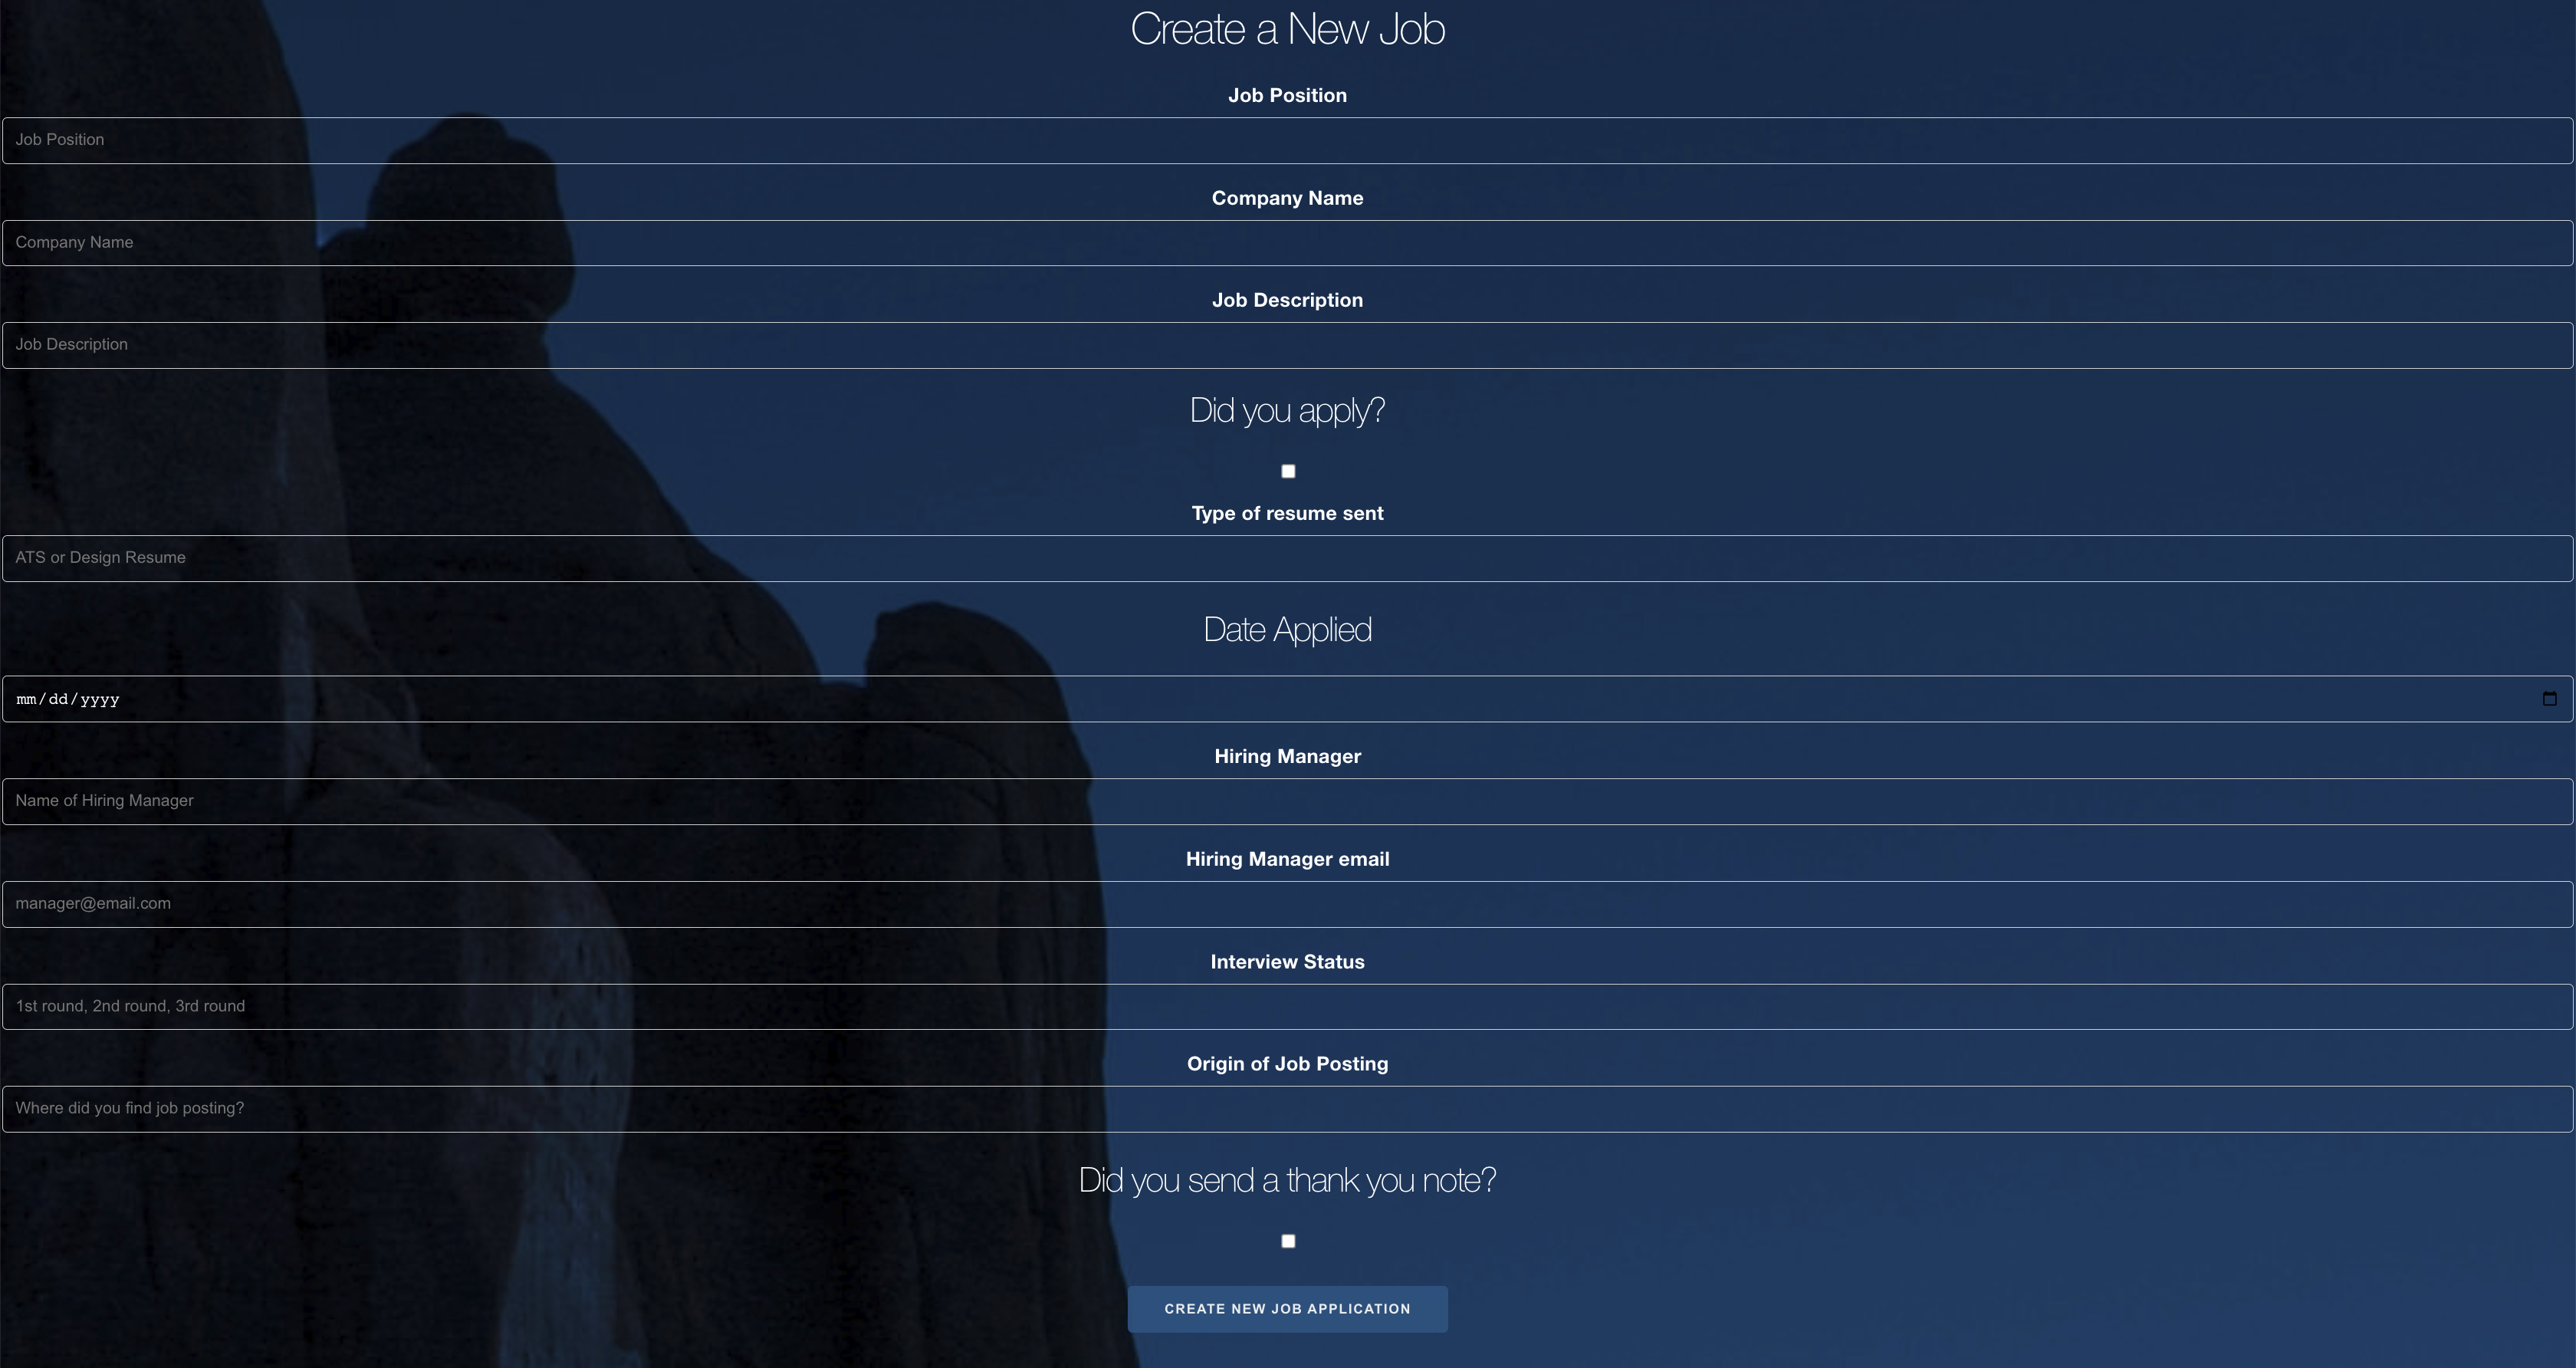 Create a New Job
Job Position
Job Position
Company Name
Company Name
Job Description
Job Description
Did you apply?
Type of resume sent
ATS or Design Resume
Date Applied
mm/dd/yyyy
Hiring Manager
Name of Hiring Manager
Hiring Manager email
manager@email.com
Interview Status
1st round, 2nd round, 3rd round
Origin of Job Posting
Where did you find job posting?
Did you send a thank you note?
CREATE NEW JOB APPLICATION